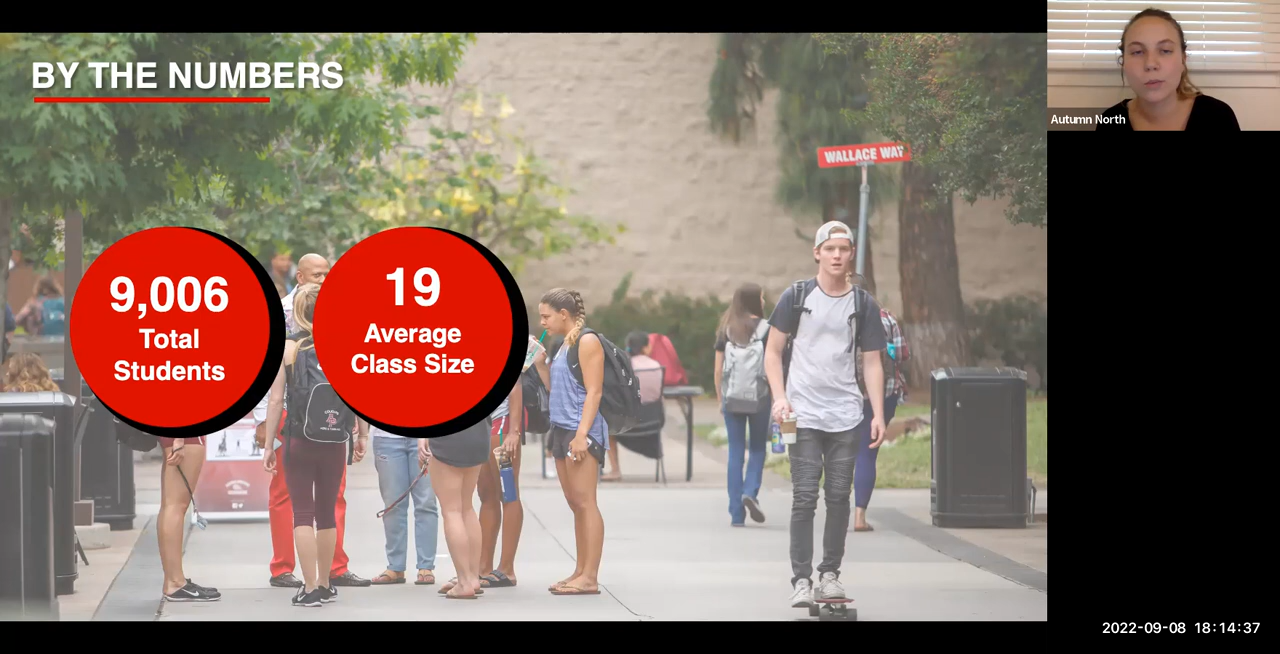 BY THE NUMBERS
WALLACE WAY
9,006
Total
Students
19
Average
Class Size
Autumn North
2022-09-08 18:14:37